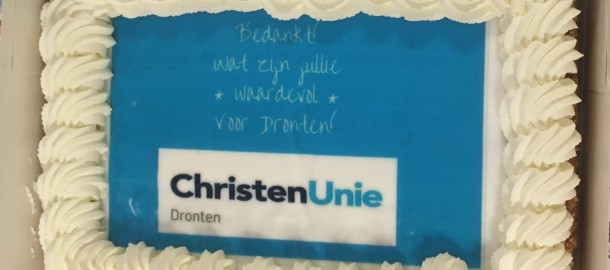 Bedankt!
wat zijn jullie
* waardevol *
voor Dronten!
ChristenUnie
Dronten